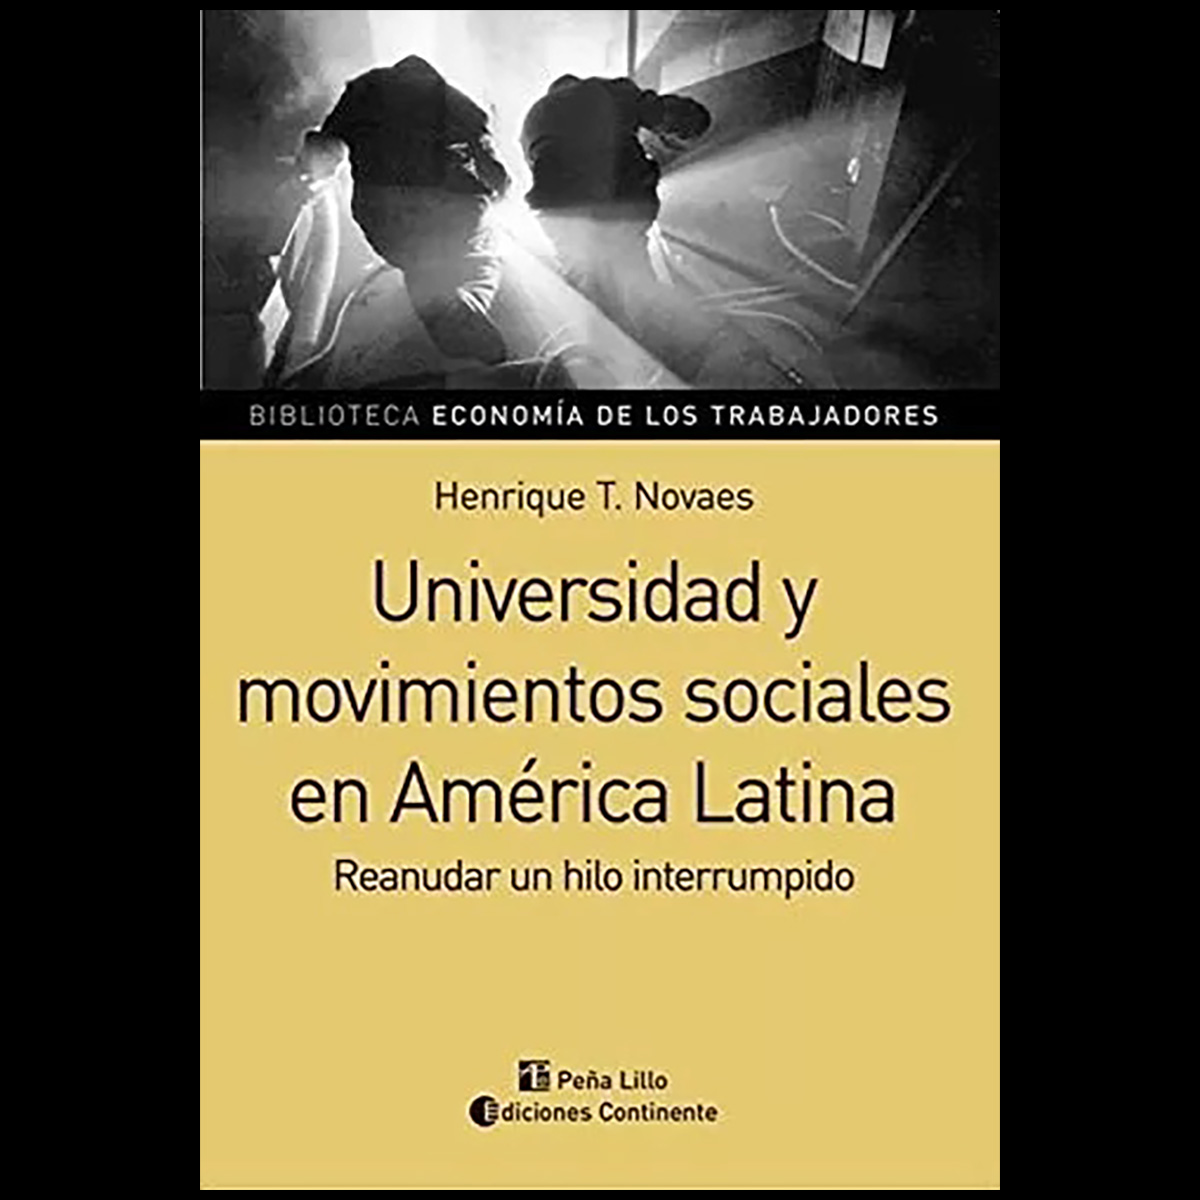 BIBLIOTECA ECONOMÍA DE LOS TRABAJADORES
Henrique T. Novaes
Universidad y
movimientos sociales
en América Latina
Reanudar un hilo interrumpido
Peña Lillo
Ediciones Continente